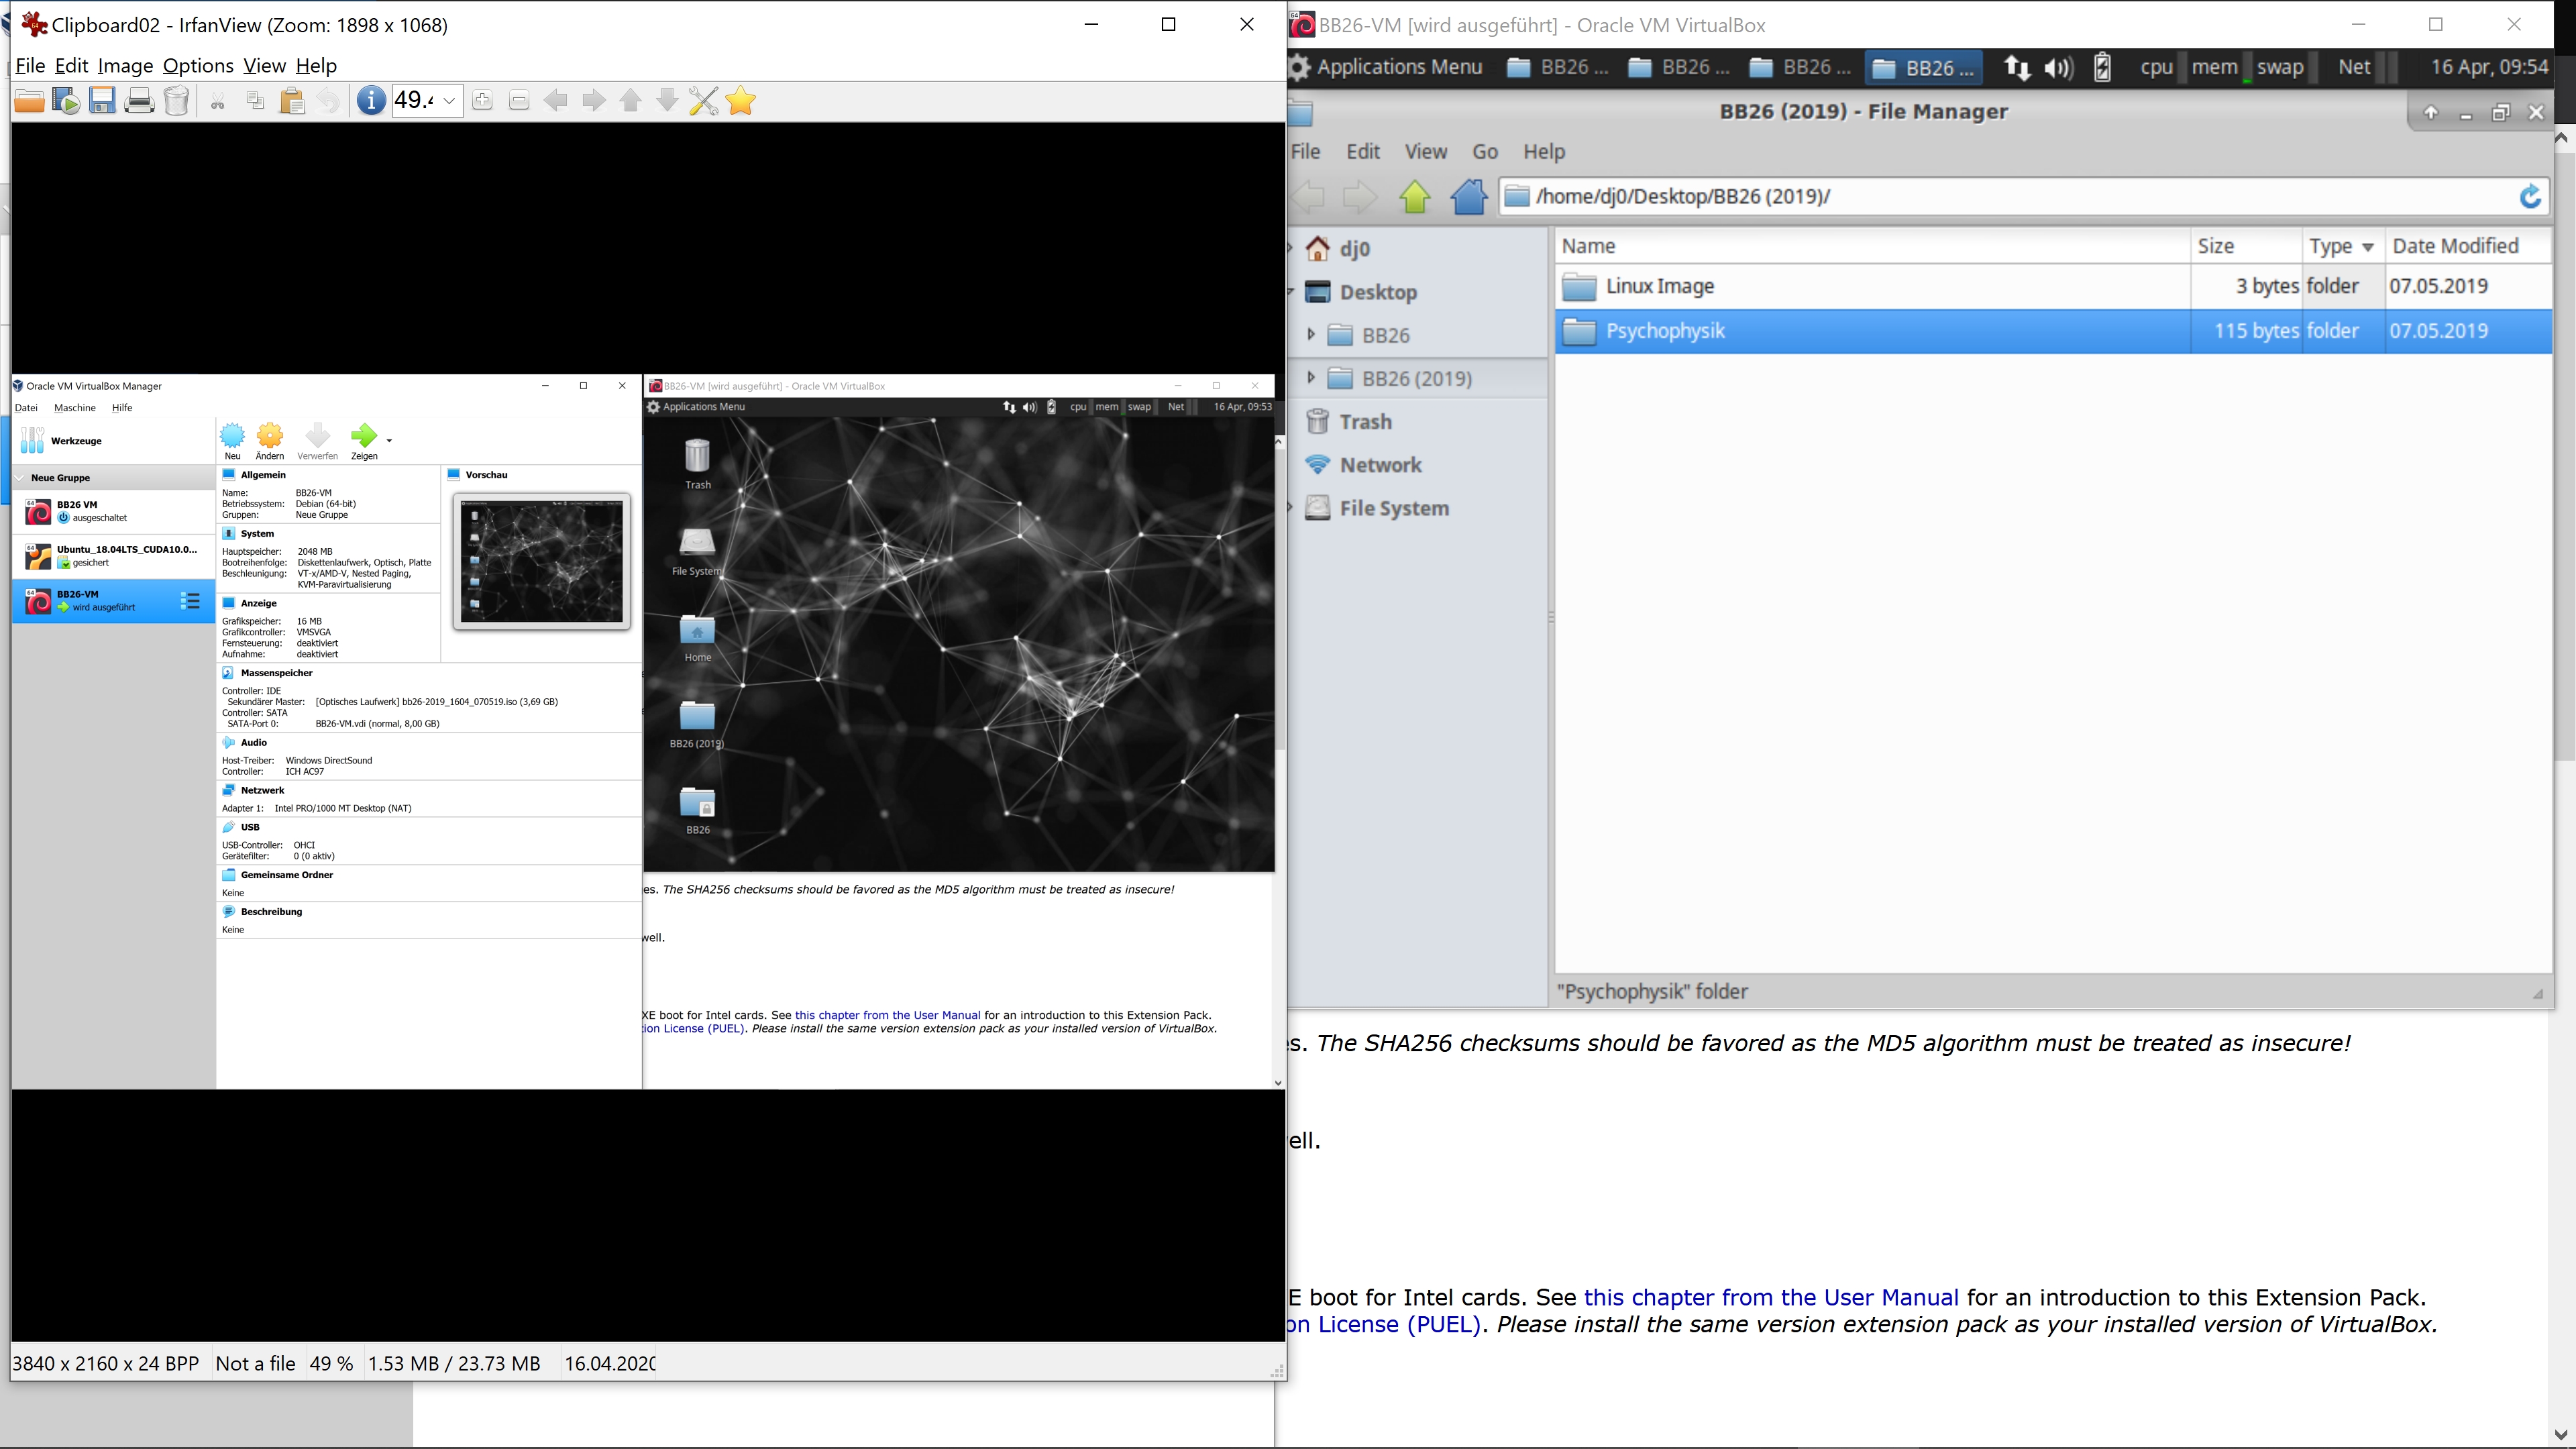 Clipboard02 - IrfanView (Zoom: 1898 x 1068)
File Edit Image Options View Help
49.
Oracle VM VirtualBox Manager
Datei Maschine Hilfe
Werkzeuge
Neu Ändern Verwerfen Zeigen
Neue Gruppe
BB26 VM
ausgeschaltet
Ubuntu_18.04LTS_CUDA10.0...
gesichert
BB26-VM
wird ausgeführt
Allgemein
Name: BB26-VM
Betriebssystem: Debian (64-bit)
Gruppen: Neue Gruppe
System
Hauptspeicher: 2048 MB
Bootreihenfolge: Diskettenlaufwerk, Optisch, Platte
Beschleunigung: VT-x/AMD-V, Nested Paging,
KVM-Paravirtualisierung
Anzeige
Grafikspeicher: 16 MB
Grafikcontroller: VMSVGA
Fernsteuerung: deaktiviert
Aufnahme: deaktiviert
Vorschau
Massenspeicher
Controller: IDE
Sekundärer Master: [Optisches Laufwerk] bb26-2019_1604_070519.iso (3,69 GB)
Controller: SATA
SATA-Port 0: BB26-VM.vdi (normal, 8,00 GB)
Audio
Host-Treiber: Windows DirectSound
Controller: ICH AC97
Netzwerk
Adapter 1: Intel PRO/1000 MT Desktop (NAT)
USB
USB-Controller: OHCI
Gerätefilter: 0 (0 aktiv)
Gemeinsame Ordner
Keine
Beschreibung
Keine
BB26-VM [wird ausgeführt] - Oracle VM VirtualBox
Applications Menu cpu mem swap Net 16 Apr, 09:53
Trash
File System
Home
BB26 (2019)
BB26
es. The SHA256 checksums should be favored as the MD5 algorithm must be treated as insecure!
well.
XE boot for Intel cards. See this chapter from the User Manual for an introduction to this Extension Pack.
ion License (PUEL). Please install the same version extension pack as your installed version of VirtualBox.
3840 x 2160 x 24 BPP Not a file 49 % 1.53 MB / 23.73 MB 16.04.2020
BB26-VM [wird ausgeführt] - Oracle VM VirtualBox
Applications Menu BB26 ... BB26 ... BB26 ... BB26 ... cpu mem swap Net 16 Apr, 09:54
BB26 (2019) - File Manager
File Edit View Go Help
/home/dj0/Desktop/BB26 (2019)/
dj0
Desktop
BB26
BB26 (2019)
Trash
Network
File System
Name Size Type Date Modified
Linux Image 3 bytes folder 07.05.2019
Psychophysik 115 bytes folder 07.05.2019
"Psychophysik" folder
es. The SHA256 checksums should be favored as the MD5 algorithm must be treated as insecure!
ell.
E boot for Intel cards. See this chapter from the User Manual for an introduction to this Extension Pack.
on License (PUEL). Please install the same version extension pack as your installed version of VirtualBox.